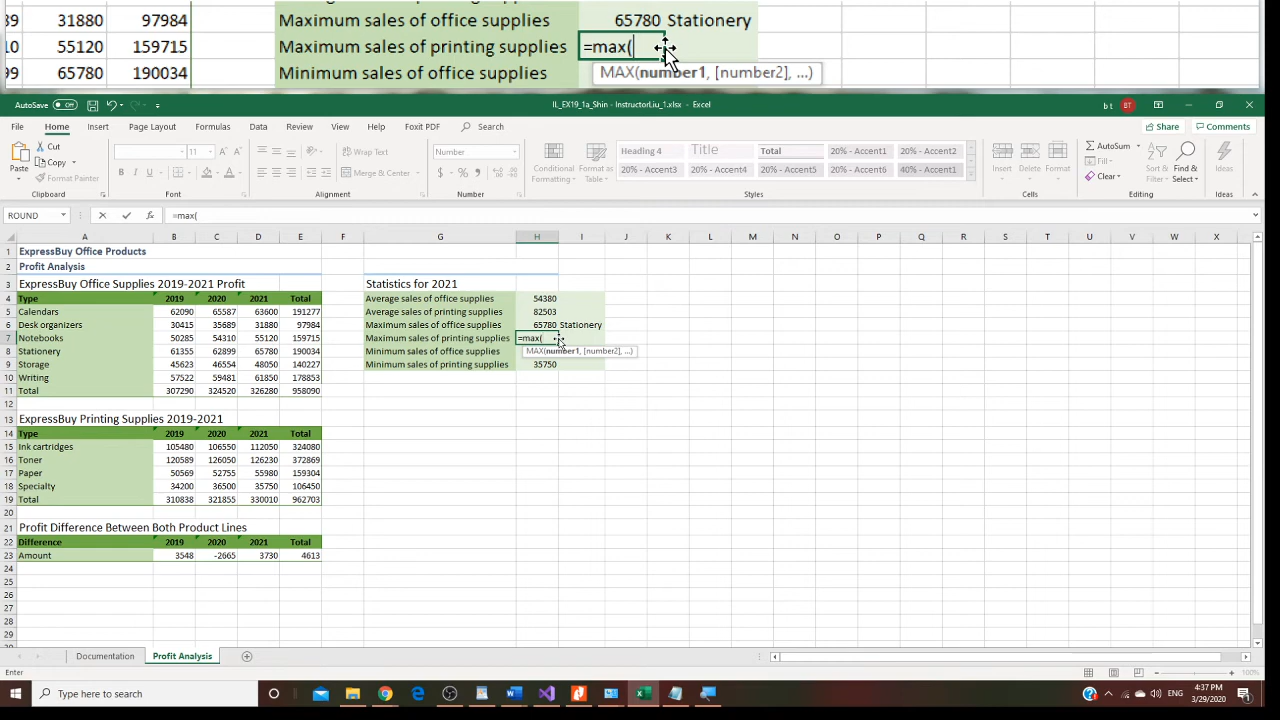 89 31880 97984 Maximum sales of office supplies 65780 Stationery
10 55120 159715 Maximum sales of printing supplies =max(
99 65780 190034 Minimum sales of office supplies MAX(number1, [number2], ...)
AutoSave Off IL_EX19_1a_Shin - InstructorLiu_1.xlsx - Excel b t BT
File Home Insert Page Layout Formulas Data Review View Help Foxit PDF Search Share Comments
Paste Cut Copy Format Painter Clipboard
11 Font
Wrap Text Merge & Center Alignment
Number $ % Number
Conditional Formatting Format as Table Heading 4 Title Total 20% - Accent1 20% - Accent2
20% - Accent3 20% - Accent4 20% - Accent5 20% - Accent6 40% - Accent1 Styles
Insert Delete Format Cells
AutoSum Fill Clear Sort & Filter Find & Select Editing
Ideas Ideas
ROUND fx =max(
A B C D E F G H I J K L M N O P Q R S T U V W X
1 ExpressBuy Office Products
2 Profit Analysis
3 ExpressBuy Office Supplies 2019-2021 Profit Statistics for 2021
4 Type 2019 2020 2021 Total Average sales of office supplies 54380
5 Calendars 62090 65587 63600 191277 Average sales of printing supplies 82503
6 Desk organizers 30415 35689 31880 97984 Maximum sales of office supplies 65780 Stationery
7 Notebooks 50285 54310 55120 159715 Maximum sales of printing supplies =max(
8 Stationery 61355 62899 65780 190034 Minimum sales of office supplies MAX(number1, [number2], ...)
9 Storage 45623 46554 48050 140227 Minimum sales of printing supplies 35750
10 Writing 57522 59481 61850 178853
11 Total 307290 324520 326280 958090
12
13 ExpressBuy Printing Supplies 2019-2021
14 Type 2019 2020 2021 Total
15 Ink cartridges 105480 106550 112050 324080
16 Toner 120589 126050 126230 372869
17 Paper 50569 52755 55980 159304
18 Specialty 34200 36500 35750 106450
19 Total 310838 321855 330010 962703
20
21 Profit Difference Between Both Product Lines
22 Difference 2019 2020 2021 Total
23 Amount 3548 -2665 3730 4613
24
25
26
27
28
29
Documentation Profit Analysis
Enter 100%
Type here to search ENG 4:37 PM
3/29/2020